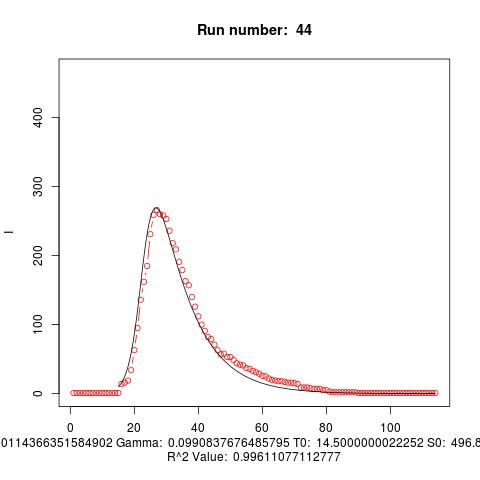 Run number: 44
400
300
200
100
0
I
0 20 40 60 80 100
0114366351584902 Gamma: 0.0990837676485795 T0: 14.5000000022252 S0: 496.8
R^2 Value: 0.99611077112777